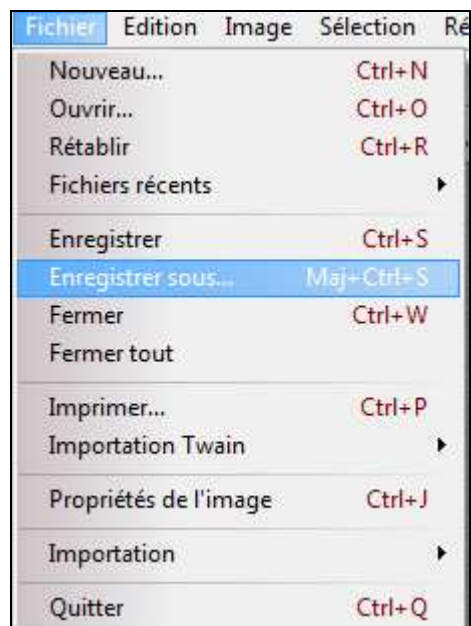 Fichier Edition Image Sélection Ré
Nouveau... Ctrl+N
Ouvrir... Ctrl+O
Rétablir Ctrl+R
Fichiers récents
Enregistrer Ctrl+S
Enregistrer sous... Maj+Ctrl+S
Fermer Ctrl+W
Fermer tout
Imprimer... Ctrl+P
Importation Twain
Propriétés de l'image Ctrl+J
Importation
Quitter Ctrl+Q